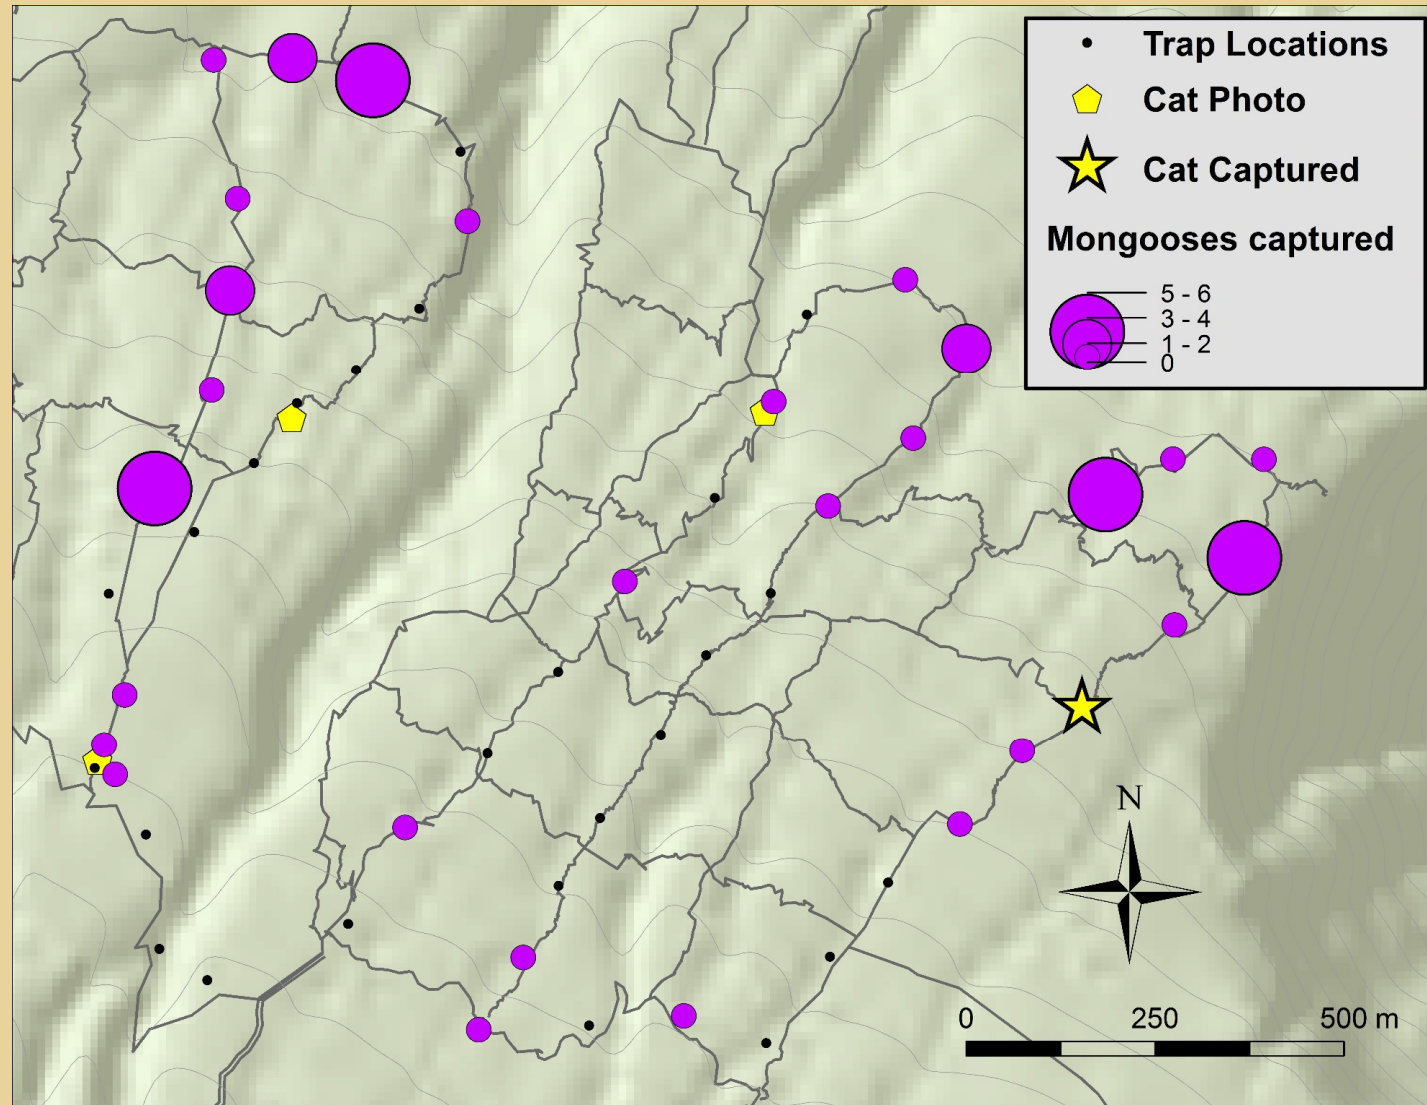 Trap Locations
Cat Photo
Cat Captured
Mongooses captured
5 - 6
3 - 4
1 - 2
0
N
0 250 500 m